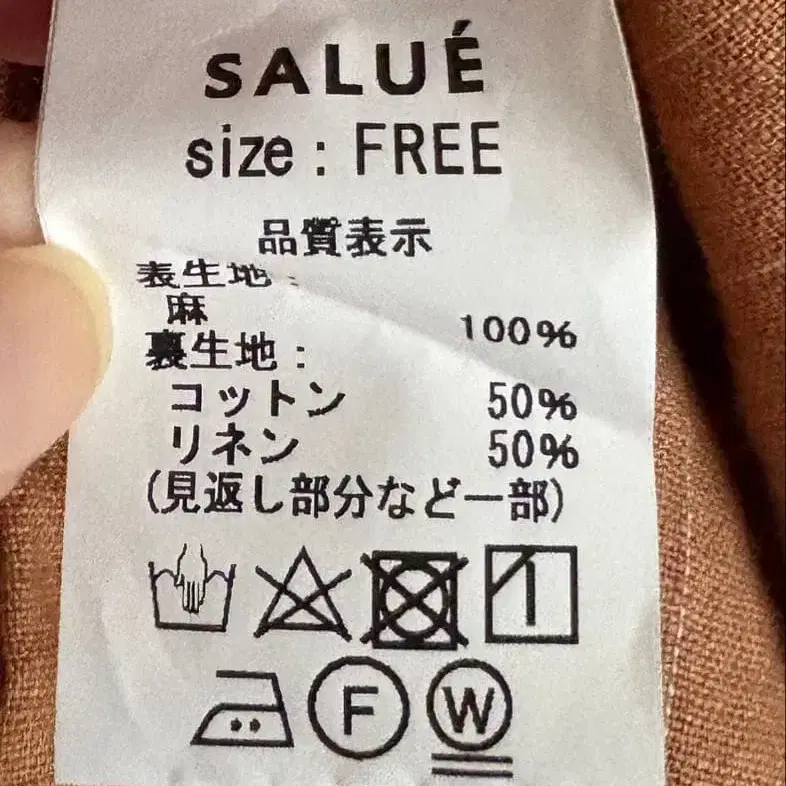 SALUÉ
size : FREE
品質表示
表生地 :
麻 100%
裏生地 :
コットン 50%
リネン 50%
(見返し部分など一部)
F W